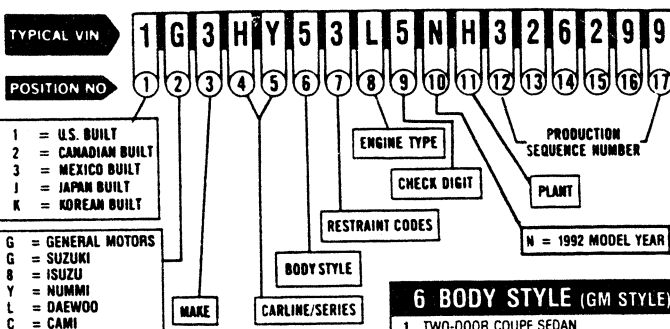 TYPICAL VIN 1 G 3 H Y 5 3 L 5 N H 3 2 6 2 9 9
POSITION NO 1 2 3 4 5 6 7 8 9 10 11 12 13 14 15 16 17
1 = U.S. BUILT
2 = CANADIAN BUILT
3 = MEXICO BUILT
J = JAPAN BUILT
K = KOREAN BUILT
G = GENERAL MOTORS
G = SUZUKI
8 = ISUZU
Y = NUMMI
L = DAEWOO
C = CAMI
MAKE
CARLINE/SERIES
BODY STYLE
RESTRAINT CODES
ENGINE TYPE
CHECK DIGIT
N = 1992 MODEL YEAR
PLANT
PRODUCTION
SEQUENCE NUMBER
6 BODY STYLE (GM STYLE)
1 TWO-DOOR COUPE SEDAN